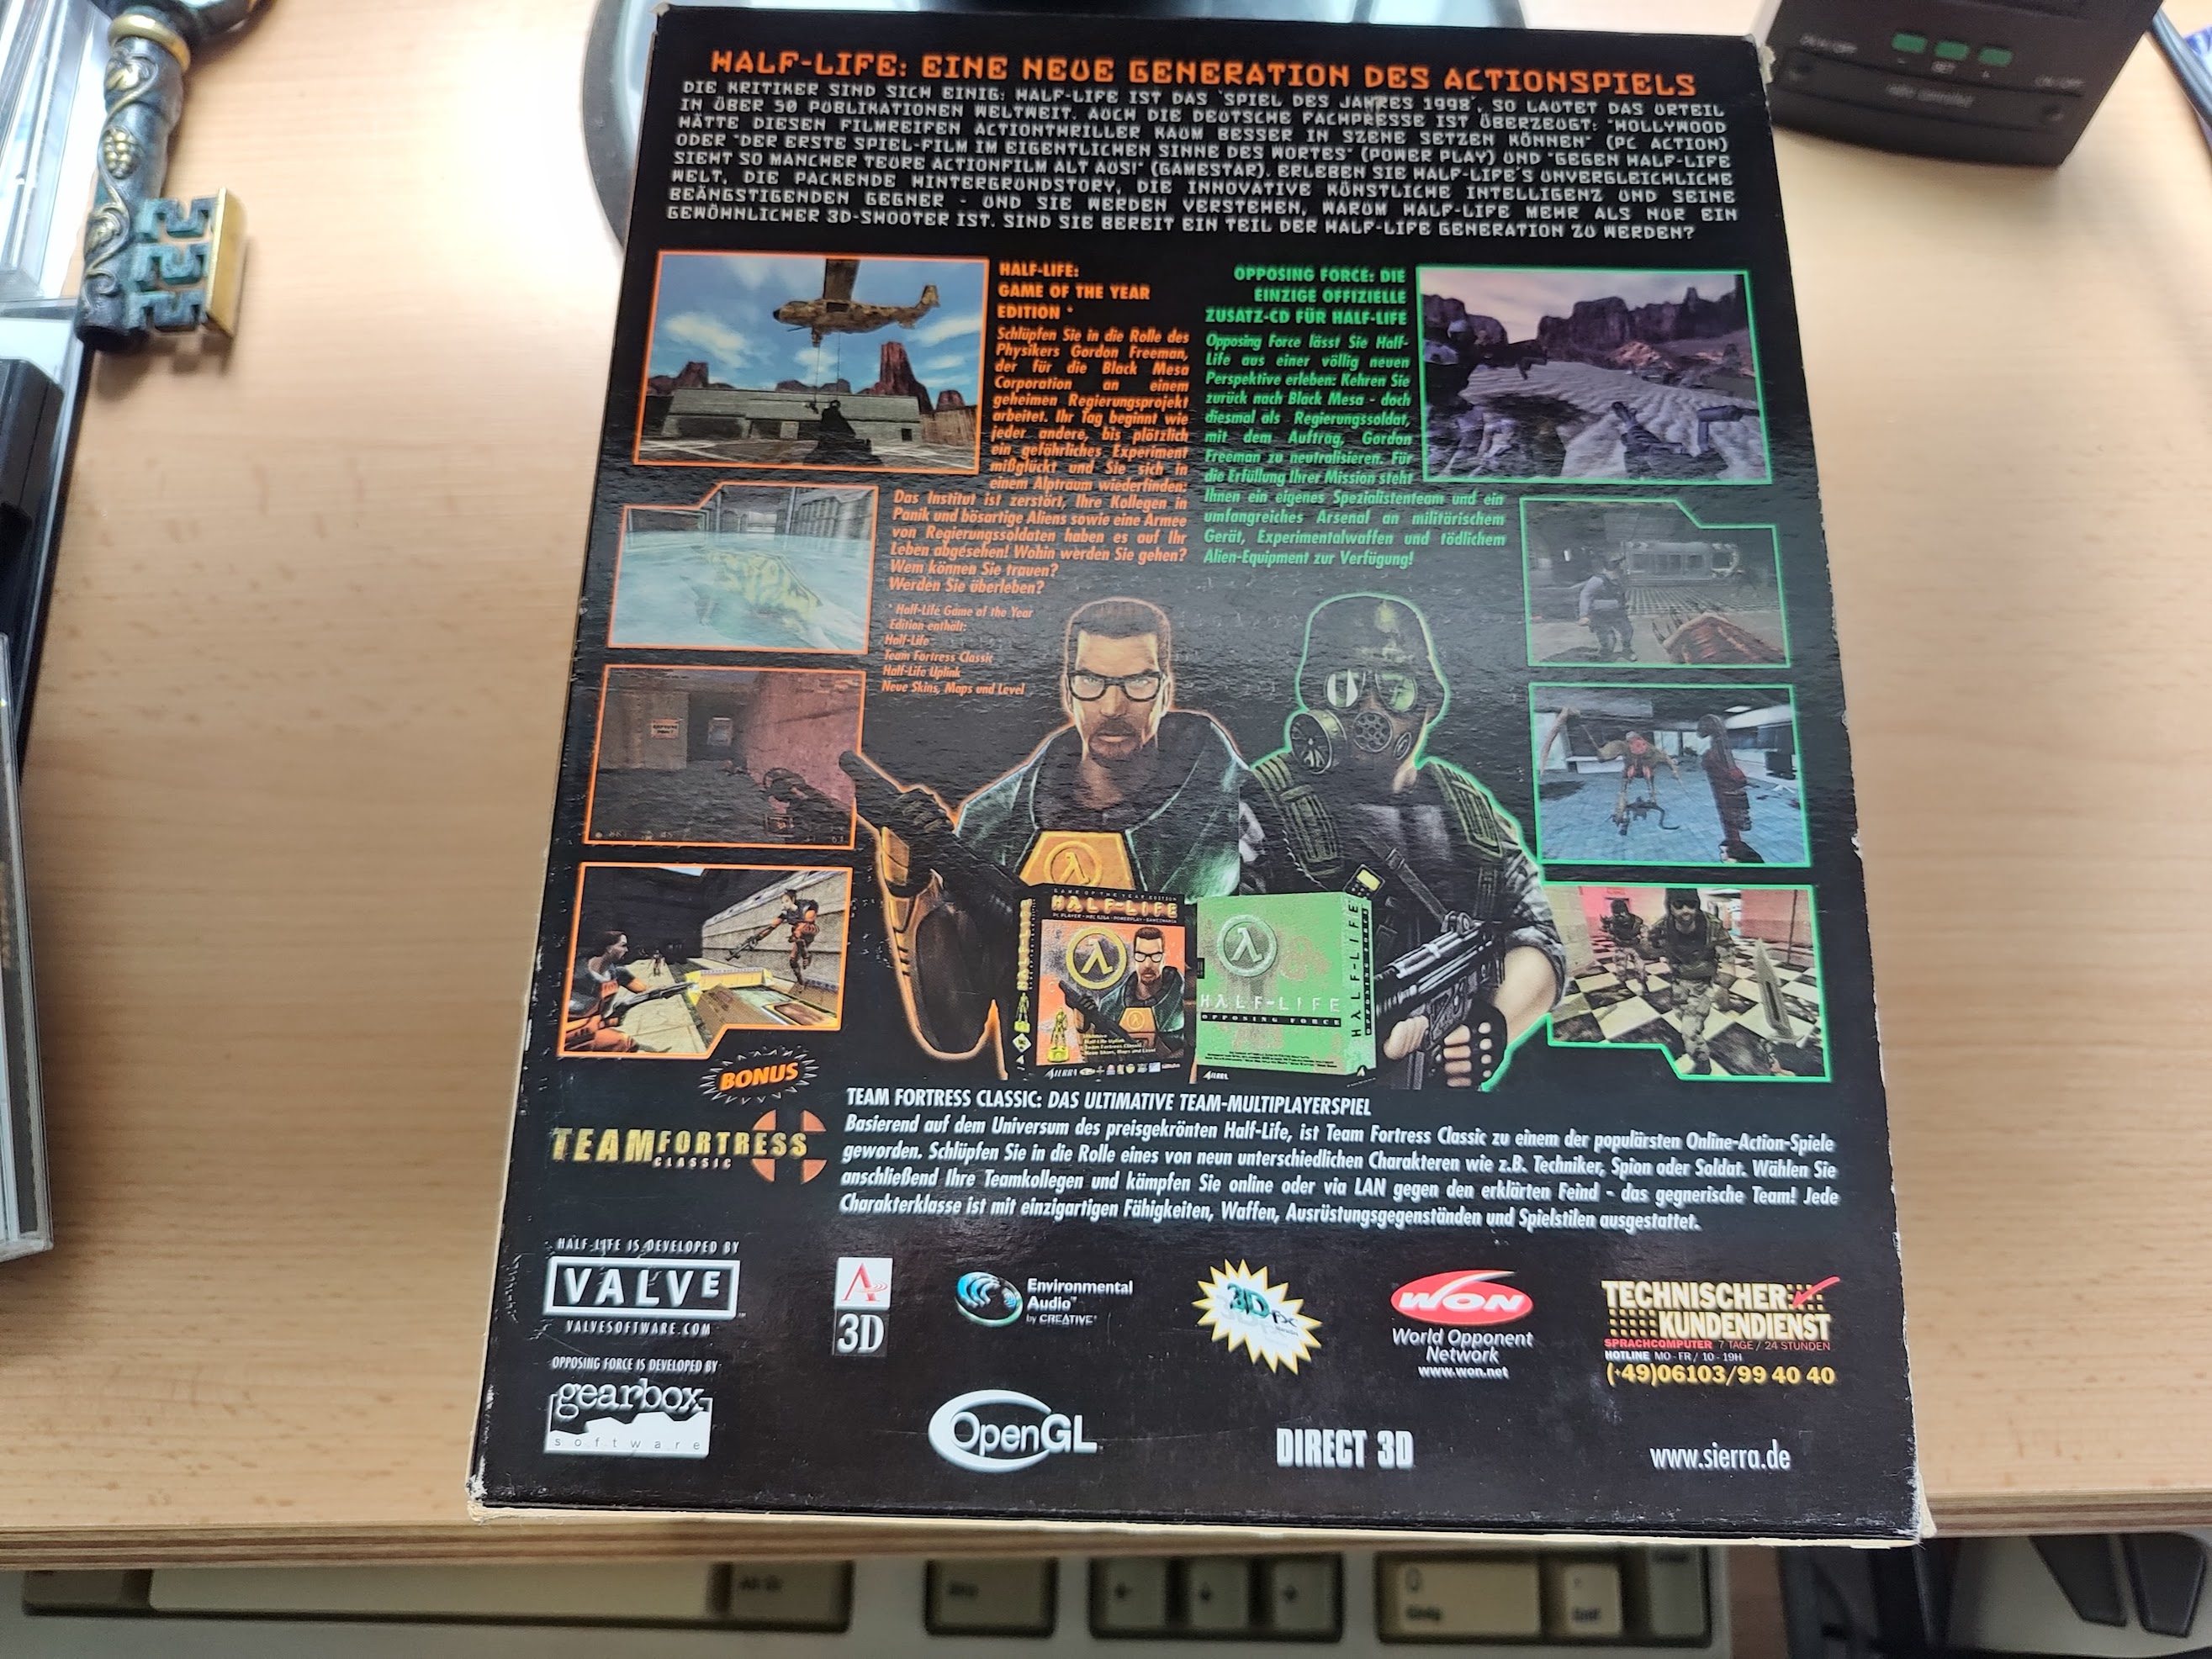 HALF-LIFE: EINE NEUE GENERATION DES ACTIONSPIELS
DIE KRITIKER SIND SICH EINIG: HALF-LIFE IST DAS 'SPIEL DES JAHRES 1998'. SO LAUTET DAS URTEIL
IN ÜBER 50 PUBLIKATIONEN WELTWEIT. AUCH DIE DEUTSCHE FACHPRESSE IST ÜBERZEUGT: "HOLLYWOOD
HÄTTE DIESEN FILMREIFEN ACTIONTHRILLER KAUM BESSER IN SZENE SETZEN KÖNNEN" (PC ACTION)
ODER "DER ERSTE SPIEL-FILM IM EIGENTLICHEN SINNE DES WORTES" (POWER PLAY) UND "GEGEN HALF-LIFE
SIEHT SO MANCHER TEURE ACTIONFILM ALT AUS!" (GAMESTAR). ERLEBEN SIE HALF-LIFE'S UNVERGLEICHLICHE
WELT, DIE PACKENDE HINTERGRUNDSTORY, DIE INNOVATIVE KÜNSTLICHE INTELLIGENZ UND SEINE
BEÄNGSTIGENDEN GEGNER - UND SIE WERDEN VERSTEHEN, WARUM HALF-LIFE MEHR ALS NUR EIN
GEWÖHNLICHER 3D-SHOOTER IST. SIND SIE BEREIT EIN TEIL DER HALF-LIFE GENERATION ZU WERDEN?
HALF-LIFE:
GAME OF THE YEAR
EDITION *
Schlüpfen Sie in die Rolle des
Physikers Gordon Freeman,
der für die Black Mesa
Corporation an einem
geheimen Regierungsprojekt
arbeitet. Ihr Tag beginnt wie
jeder andere, bis plötzlich
ein gefährliches Experiment
mißglückt und Sie sich in
einem Alptraum wiederfinden:
Das Institut ist zerstört, Ihre Kollegen in
Panik und bösartige Aliens sowie eine Armee
von Regierungssoldaten haben es auf Ihr
Leben abgesehen! Wohin werden Sie gehen?
Wem können Sie trauen?
Werden Sie überleben?
* Half-Life Game of the Year
Edition enthält:
Half-Life
Team Fortress Classic
Half-Life Uplink
Neue Skins, Maps und Level
OPPOSING FORCE: DIE
EINZIGE OFFIZIELLE
ZUSATZ-CD FÜR HALF-LIFE
Opposing Force lässt Sie Half-
Life aus einer völlig neuen
Perspektive erleben: Kehren Sie
zurück nach Black Mesa - doch
diesmal als Regierungssoldat,
mit dem Auftrag, Gordon
Freeman zu neutralisieren. Für
die Erfüllung Ihrer Mission steht
Ihnen ein eigenes Spezialistenteam und ein
umfangreiches Arsenal an militärischem
Gerät, Experimentalwaffen und tödlichem
Alien-Equipment zur Verfügung!
GAME OF THE YEAR EDITION
HALF-LIFE
HALF-LIFE
OPPOSING FORCE
HALF-LIFE
SIERRA
BONUS
TEAM FORTRESS
CLASSIC
TEAM FORTRESS CLASSIC: DAS ULTIMATIVE TEAM-MULTIPLAYERSPIEL
Basierend auf dem Universum des preisgekrönten Half-Life, ist Team Fortress Classic zu einem der populärsten Online-Action-Spiele
geworden. Schlüpfen Sie in die Rolle eines von neun unterschiedlichen Charakteren wie z.B. Techniker, Spion oder Soldat. Wählen Sie
anschließend Ihre Teamkollegen und kämpfen Sie online oder via LAN gegen den erklärten Feind - das gegnerische Team! Jede
Charakterklasse ist mit einzigartigen Fähigkeiten, Waffen, Ausrüstungsgegenständen und Spielstilen ausgestattet.
HALF-LIFE IS DEVELOPED BY
VALVE
VALVESOFTWARE.COM
OPPOSING FORCE IS DEVELOPED BY
gearbox
software
A
3D
Environmental
Audio™
by CREATIVE®
3Dfx
WON
World Opponent
Network
www.won.net
TECHNISCHER
KUNDENDIENST
SPRACHCOMPUTER 7 TAGE / 24 STUNDEN
HOTLINE MO - FR / 10 - 19H
(+49)06103/99 40 40
OpenGL
DIRECT 3D
www.sierra.de